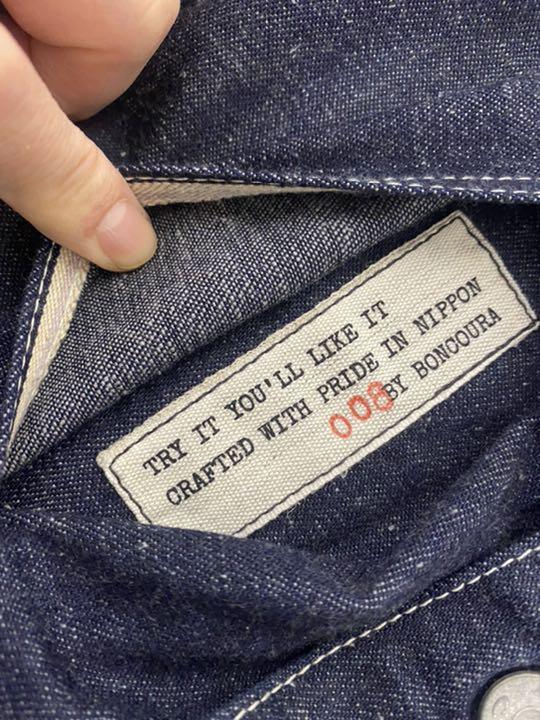 TRY IT YOU'LL LIKE IT
CRAFTED WITH PRIDE IN NIPPON
008 BY BONCOURA